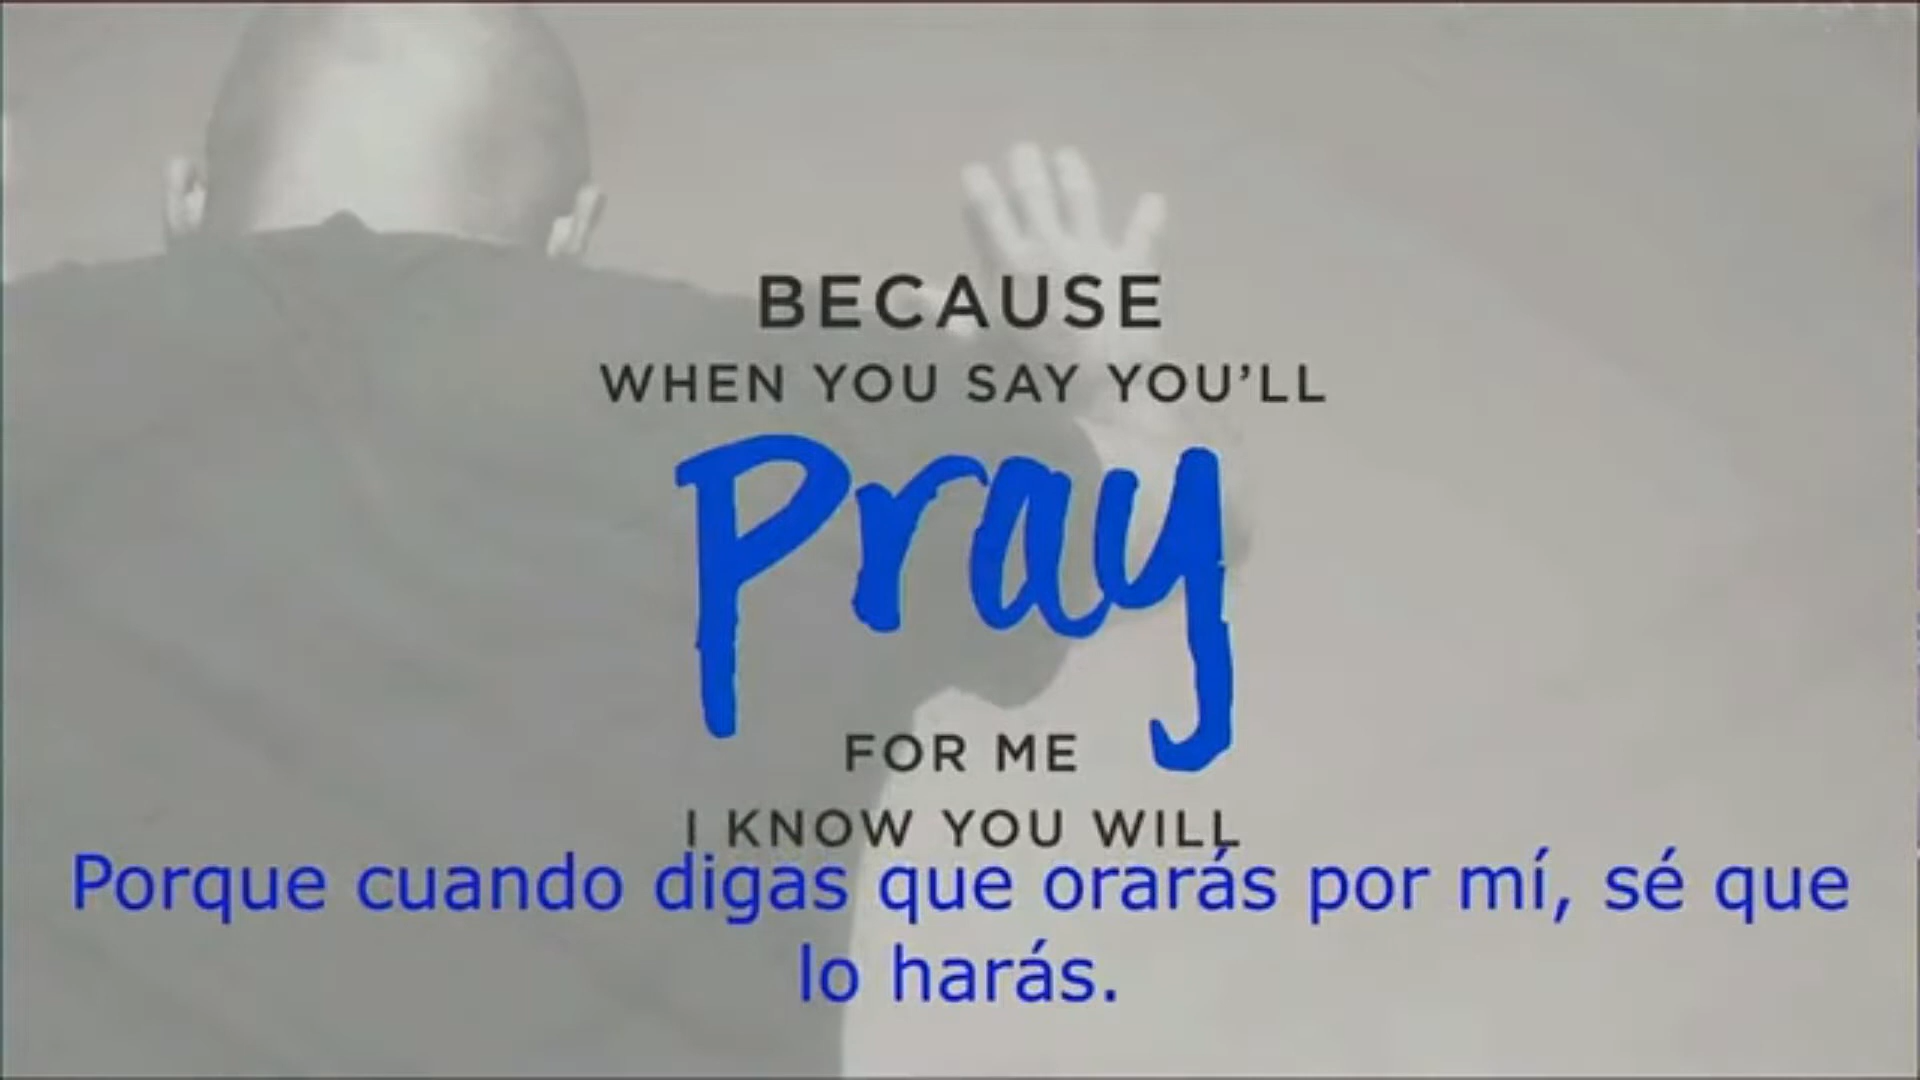 BECAUSE
WHEN YOU SAY YOU'LL
Pray
FOR ME
I KNOW YOU WILL
Porque cuando digas que orarás por mí, sé que
lo harás.